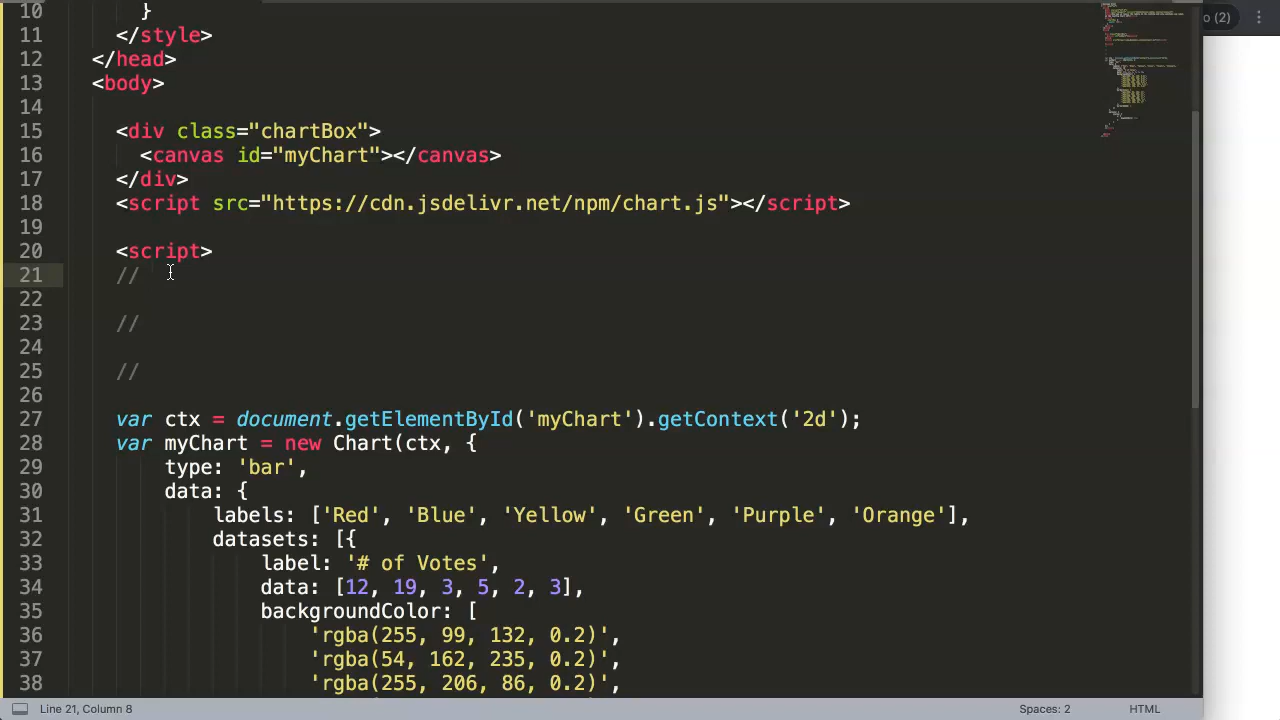 10 }
11 </style>
12 </head>
13 <body>
14
15 <div class="chartBox">
16 <canvas id="myChart"></canvas>
17 </div>
18 <script src="https://cdn.jsdelivr.net/npm/chart.js"></script>
19
20 <script>
21 //
22
23 //
24
25 //
26
27 var ctx = document.getElementById('myChart').getContext('2d');
28 var myChart = new Chart(ctx, {
29 type: 'bar',
30 data: {
31 labels: ['Red', 'Blue', 'Yellow', 'Green', 'Purple', 'Orange'],
32 datasets: [{
33 label: '# of Votes',
34 data: [12, 19, 3, 5, 2, 3],
35 backgroundColor: [
36 'rgba(255, 99, 132, 0.2)',
37 'rgba(54, 162, 235, 0.2)',
38 'rgba(255, 206, 86, 0.2)',
Line 21, Column 8
Spaces: 2
HTML
(2)